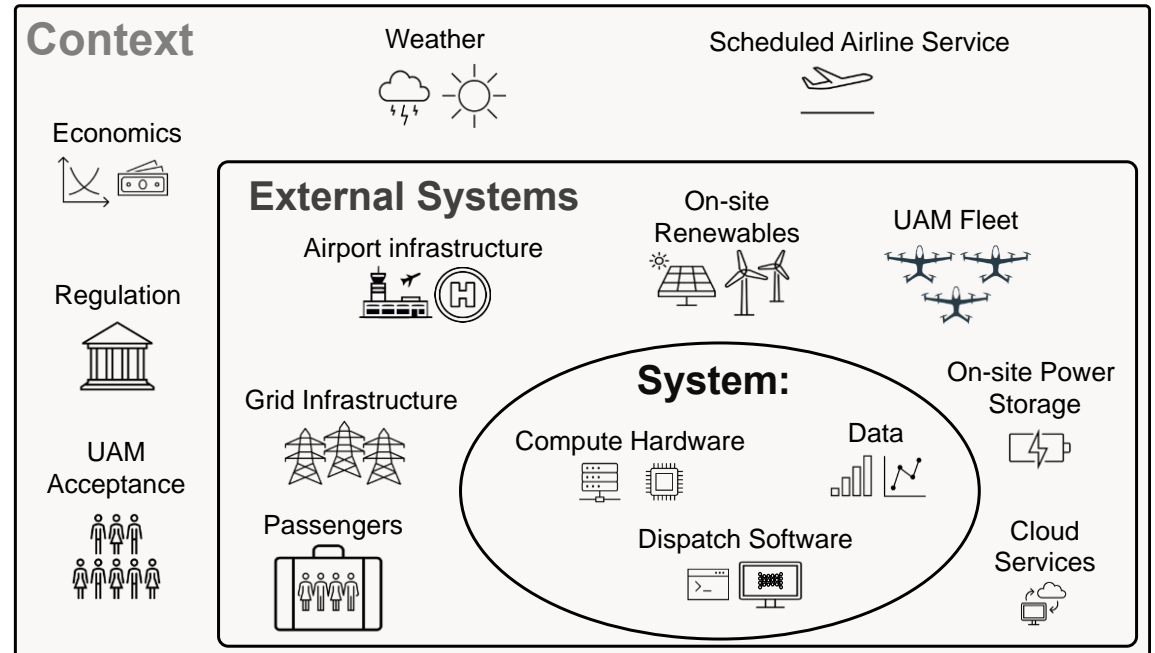 Context
Weather
Scheduled Airline Service
Economics
Regulation
UAM
Acceptance
External Systems
Airport infrastructure
H
On-site
Renewables
UAM Fleet
Grid Infrastructure
Passengers
System:
Compute Hardware
Data
Dispatch Software
>_
On-site Power
Storage
Cloud
Services